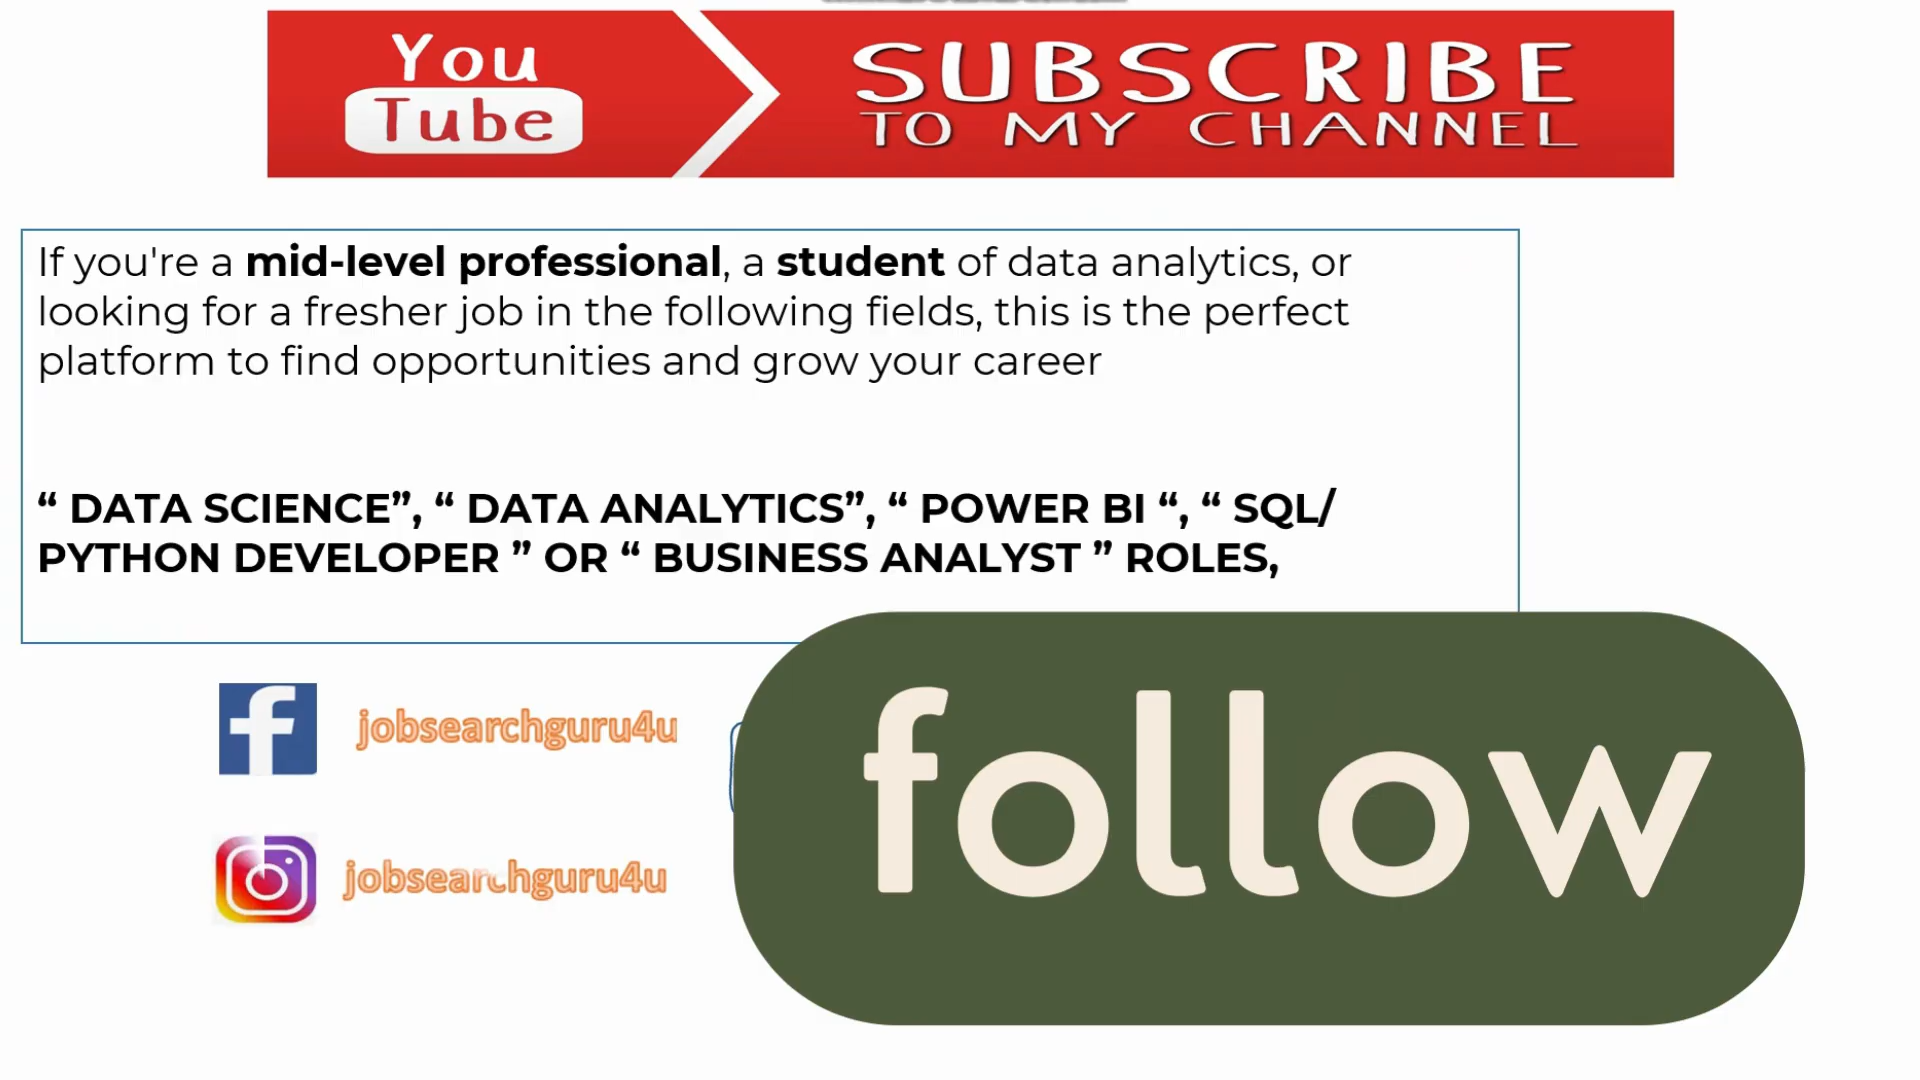 You
Tube
SUBSCRIBE
TO MY CHANNEL
If you're a mid-level professional, a student of data analytics, or
looking for a fresher job in the following fields, this is the perfect
platform to find opportunities and grow your career
“ DATA SCIENCE”, “ DATA ANALYTICS”, “ POWER BI “, “ SQL/
PYTHON DEVELOPER ” OR “ BUSINESS ANALYST ” ROLES,
f
jobsearchguru4u
jobsearchguru4u
follow